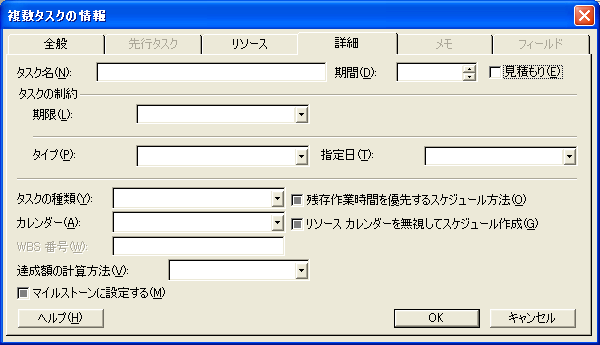 複数タスクの情報
全般 先行タスク リソース 詳細 メモ フィールド
タスク名(N): 期間(D): 見積もり(E)
タスクの制約
期限(L):
タイプ(P): 指定日(T):
タスクの種類(Y): 残存作業時間を優先するスケジュール方法(O)
カレンダー(A): リソース カレンダーを無視してスケジュール作成(G)
WBS 番号(W):
達成額の計算方法(V):
マイルストーンに設定する(M)
ヘルプ(H) OK キャンセル